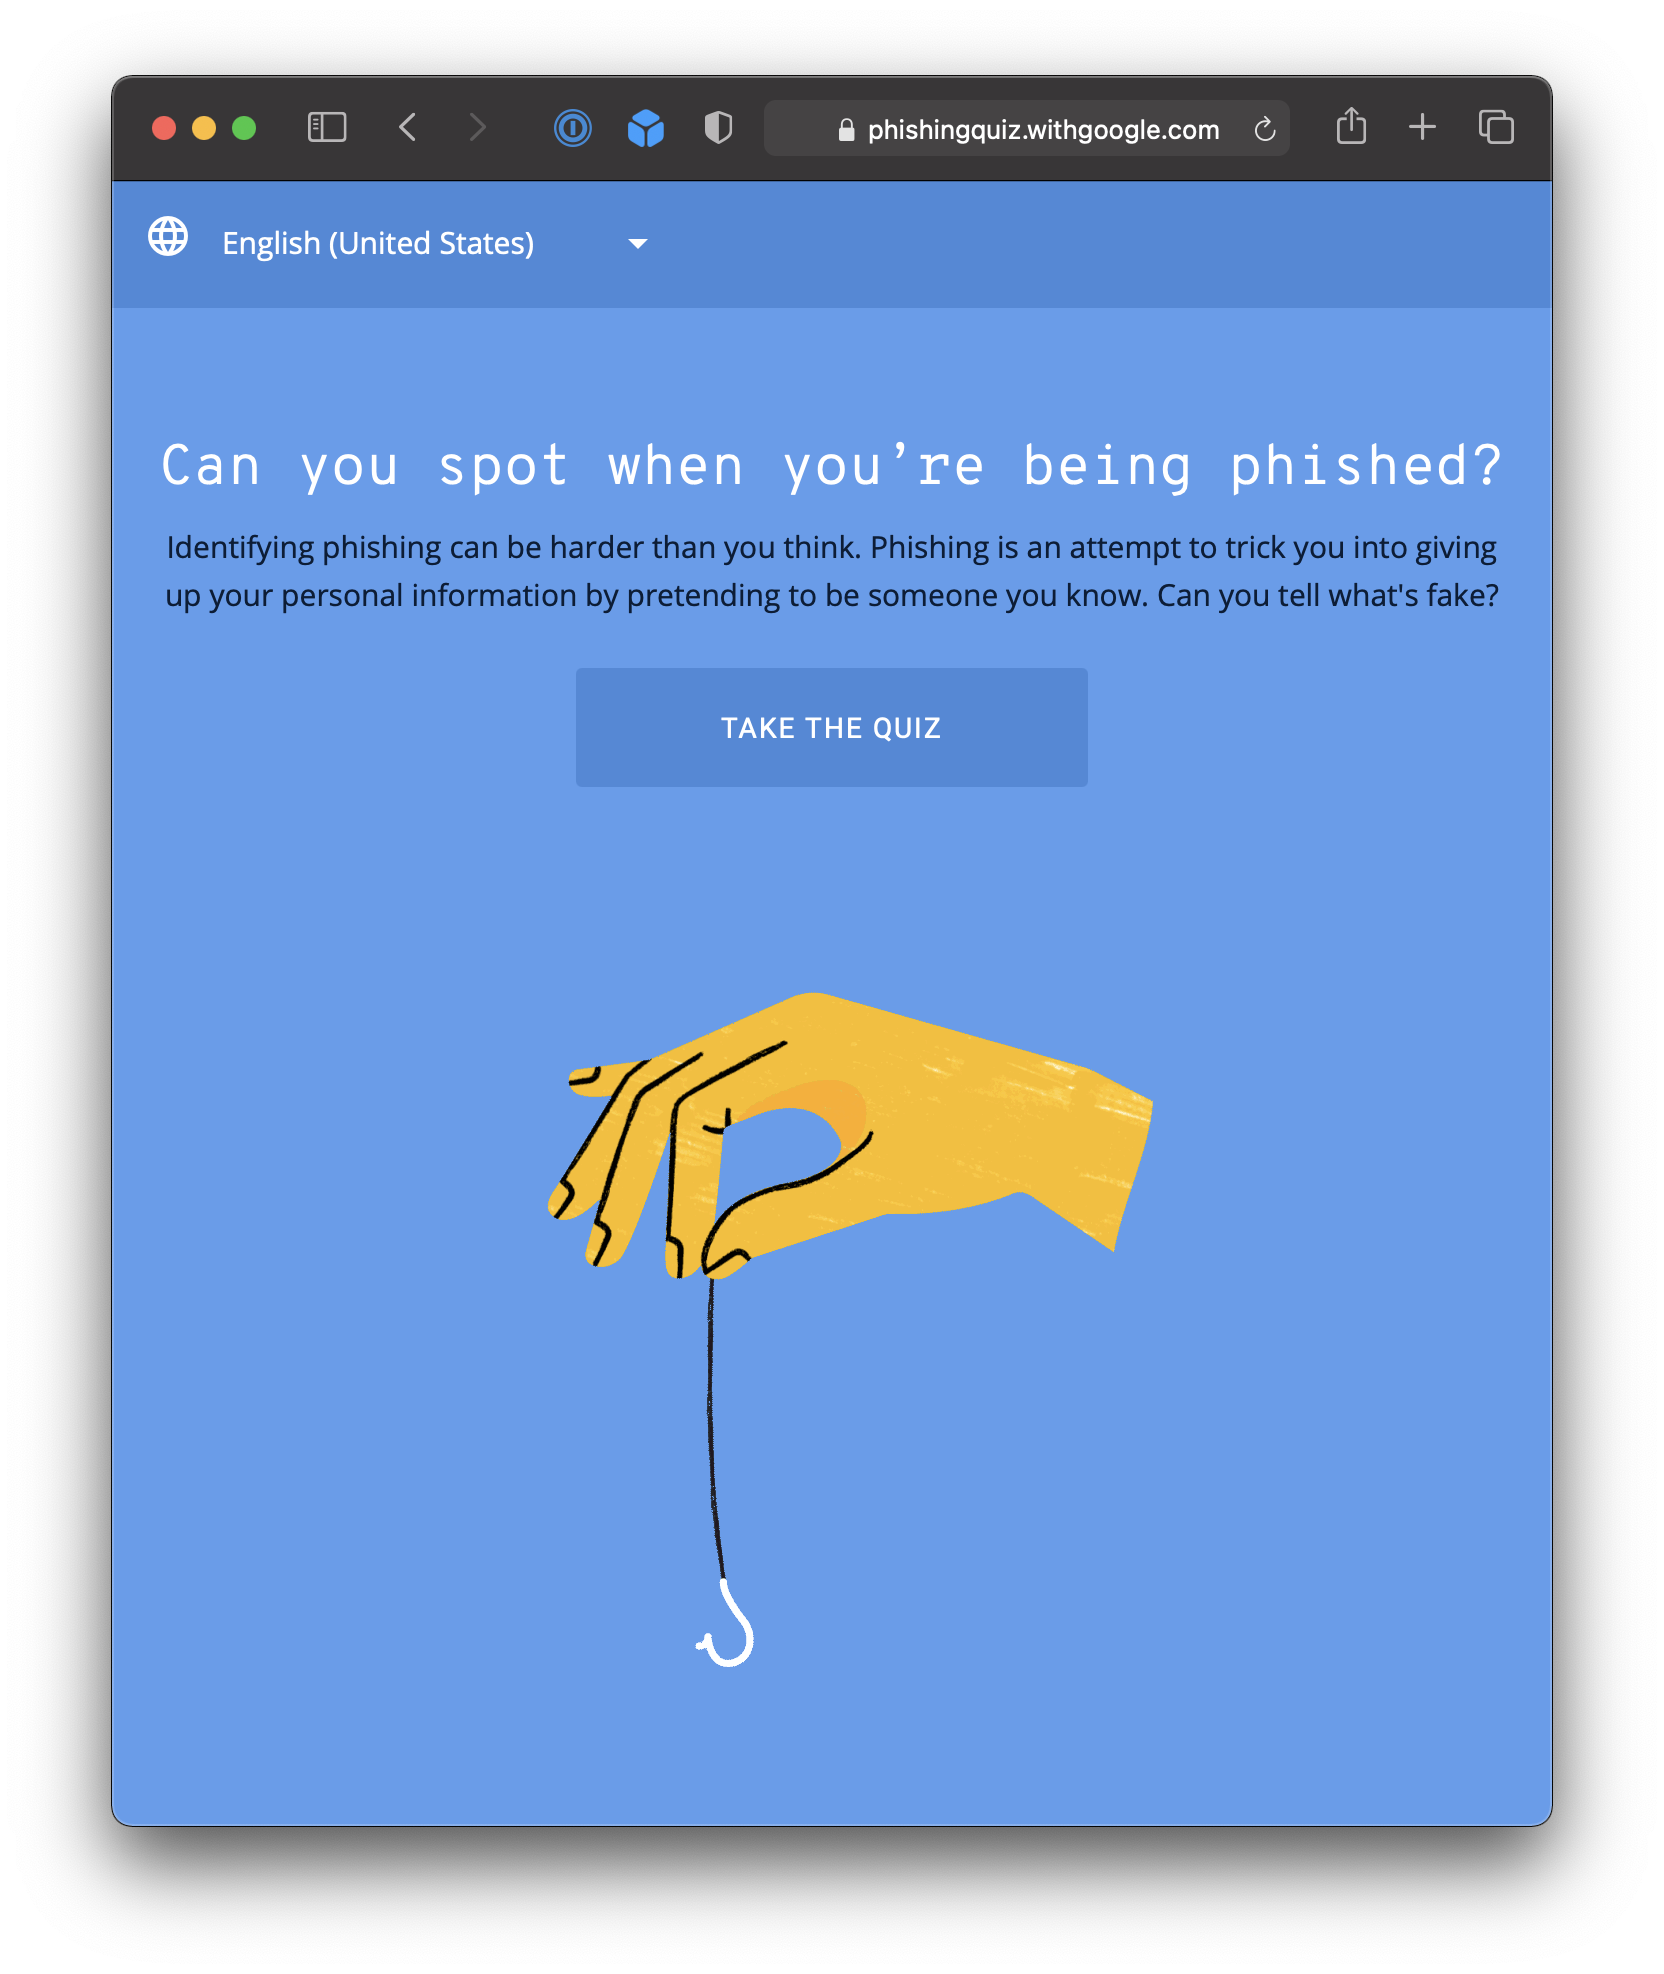 phishingquiz.withgoogle.com
English (United States)
Can you spot when you’re being phished?
Identifying phishing can be harder than you think. Phishing is an attempt to trick you into giving
up your personal information by pretending to be someone you know. Can you tell what's fake?
TAKE THE QUIZ